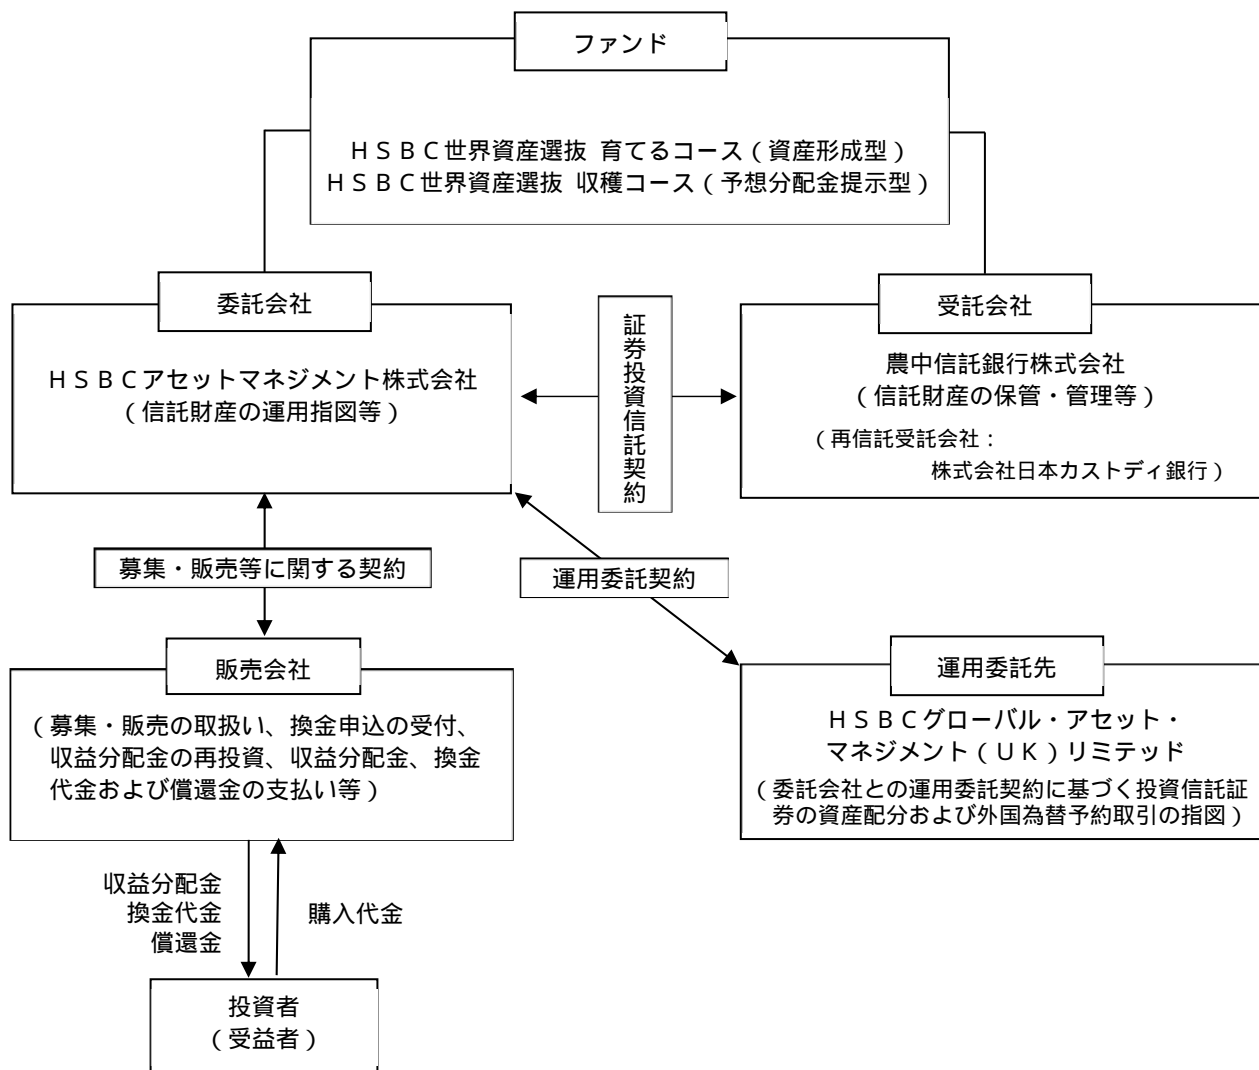 ファンド
ＨＳＢＣ世界資産選抜 育てるコース（資産形成型）
ＨＳＢＣ世界資産選抜 収穫コース（予想分配金提示型）
委託会社
ＨＳＢＣアセットマネジメント株式会社
（信託財産の運用指図等）
証券投資信託契約
受託会社
農中信託銀行株式会社
（信託財産の保管・管理等）
（再信託受託会社：
株式会社日本カストディ銀行）
募集・販売等に関する契約
運用委託契約
販売会社
（募集・販売の取扱い、換金申込の受付、
収益分配金の再投資、収益分配金、換金
代金および償還金の支払い等）
運用委託先
ＨＳＢＣグローバル・アセット・
マネジメント（ＵＫ）リミテッド
（委託会社との運用委託契約に基づく投資信託証
券の資産配分および外国為替予約取引の指図）
収益分配金
換金代金
償還金
購入代金
投資者
（受益者）